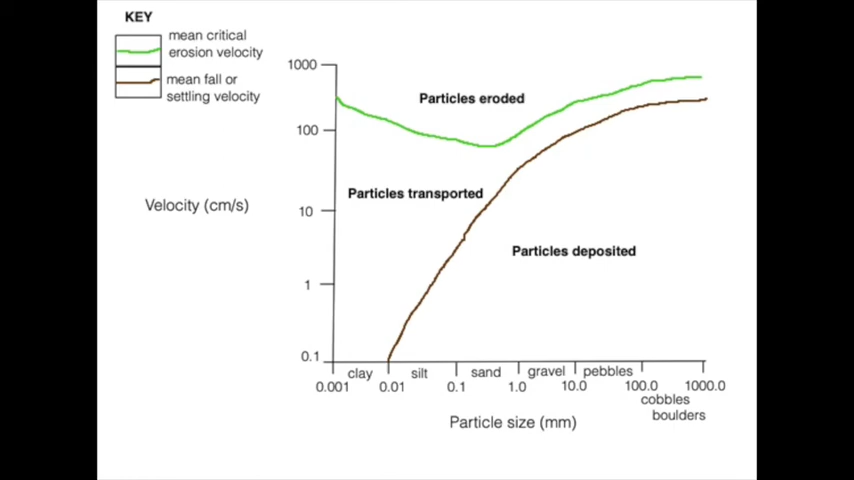 KEY
mean critical
erosion velocity
mean fall or
settling velocity
1000
100
10
1
0.1
Velocity (cm/s)
Particles eroded
Particles transported
Particles deposited
clay silt sand gravel pebbles
0.001 0.01 0.1 1.0 10.0 100.0 1000.0
cobbles
boulders
Particle size (mm)